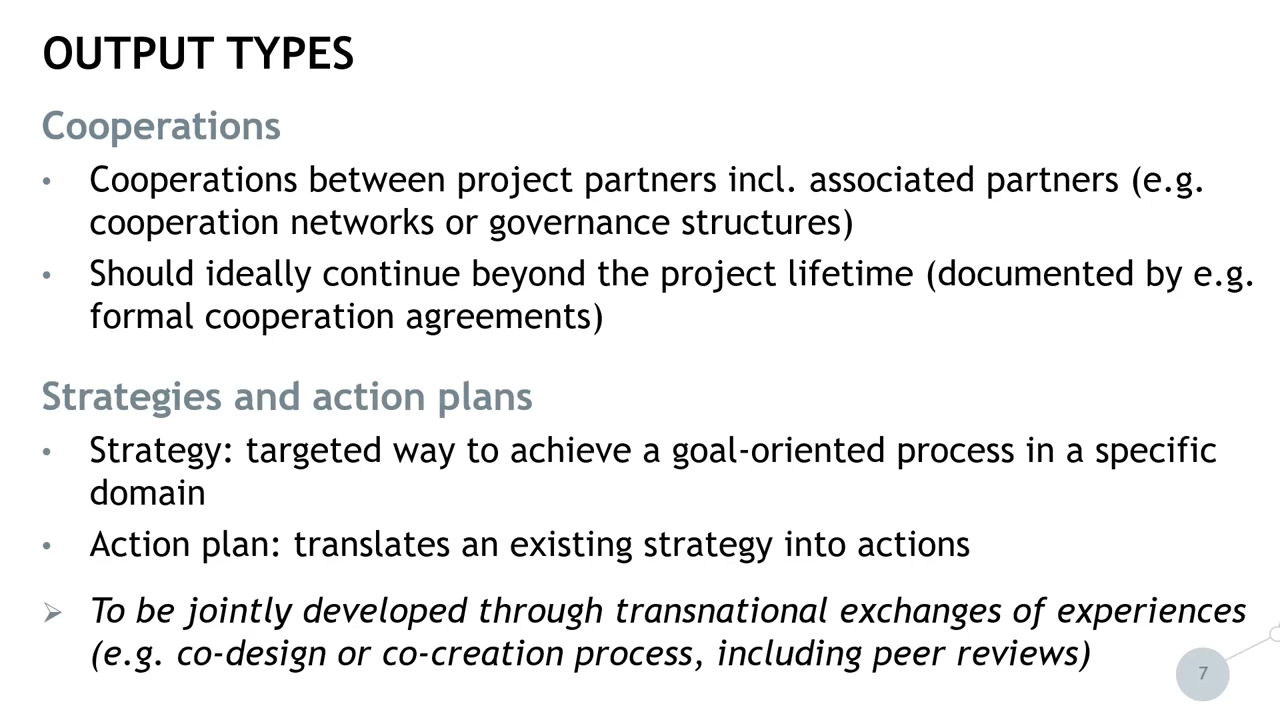 OUTPUT TYPES
Cooperations
• Cooperations between project partners incl. associated partners (e.g.
cooperation networks or governance structures)
• Should ideally continue beyond the project lifetime (documented by e.g.
formal cooperation agreements)
Strategies and action plans
• Strategy: targeted way to achieve a goal-oriented process in a specific
domain
• Action plan: translates an existing strategy into actions
➢ To be jointly developed through transnational exchanges of experiences
(e.g. co-design or co-creation process, including peer reviews)
7